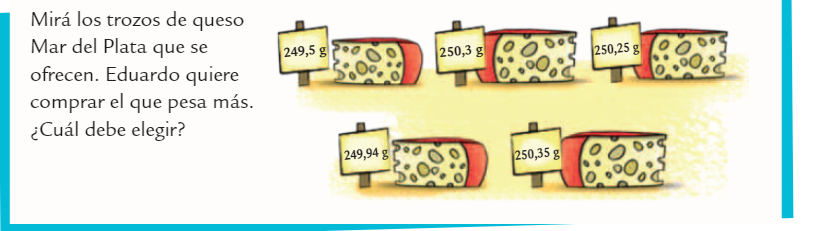 Mirá los trozos de queso
Mar del Plata que se
ofrecen. Eduardo quiere
comprar el que pesa más.
¿Cuál debe elegir?
249,5 g
250,3 g
250,25 g
249,94 g
250,35 g